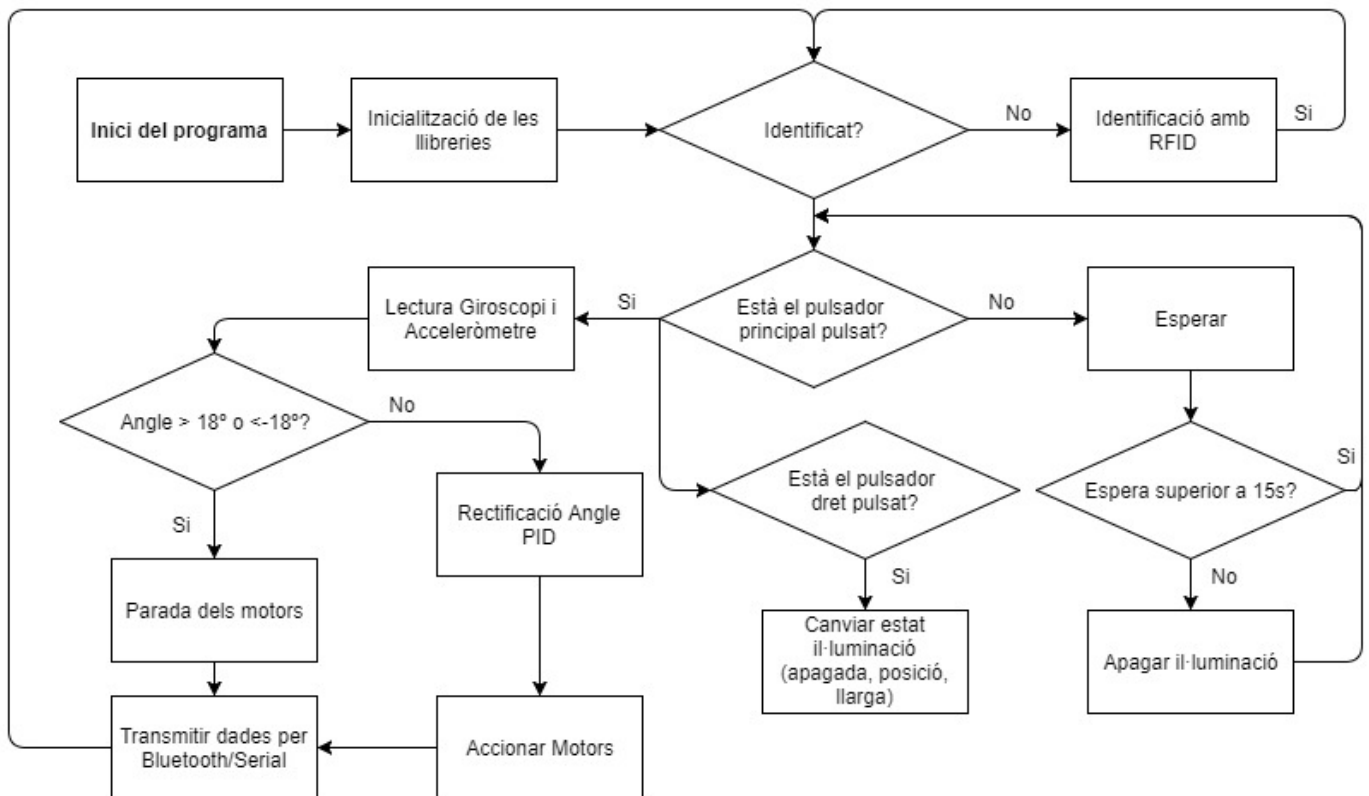 Inici del programa
Inicialització de les
llibreries
Identificat?
No
Identificació amb
RFID
Si
Està el pulsador
principal pulsat?
Si
No
Lectura Giroscopi i
Acceleròmetre
Esperar
Angle > 18º o <-18º?
No
Si
Està el pulsador
dret pulsat?
Si
Espera superior a 15s?
Si
No
Rectificació Angle
PID
Parada dels motors
Canviar estat
il·luminació
(apagada, posició,
llarga)
Apagar il·luminació
Transmitir dades per
Bluetooth/Serial
Accionar Motors